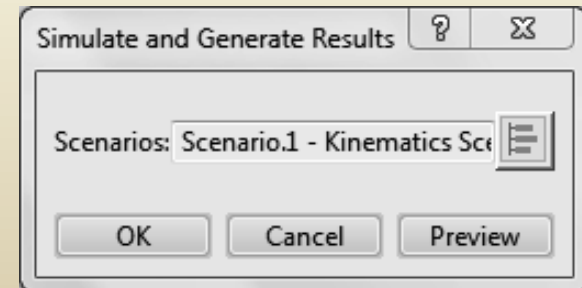 Simulate and Generate Results ?
Scenarios: Scenario.1 - Kinematics Sce
OK Cancel Preview